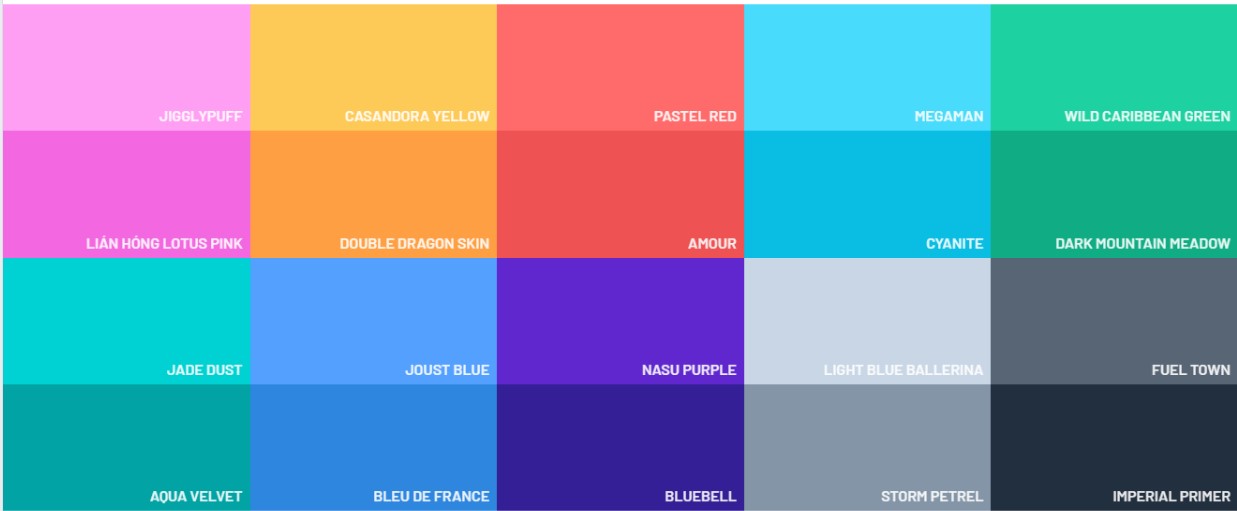 JIGGLYPUFF
CASANDORA YELLOW
PASTEL RED
MEGAMAN
WILD CARIBBEAN GREEN
LIÁN HÓNG LOTUS PINK
DOUBLE DRAGON SKIN
AMOUR
CYANITE
DARK MOUNTAIN MEADOW
JADE DUST
JOUST BLUE
NASU PURPLE
LIGHT BLUE BALLERINA
FUEL TOWN
AQUA VELVET
BLEU DE FRANCE
BLUEBELL
STORM PETREL
IMPERIAL PRIMER